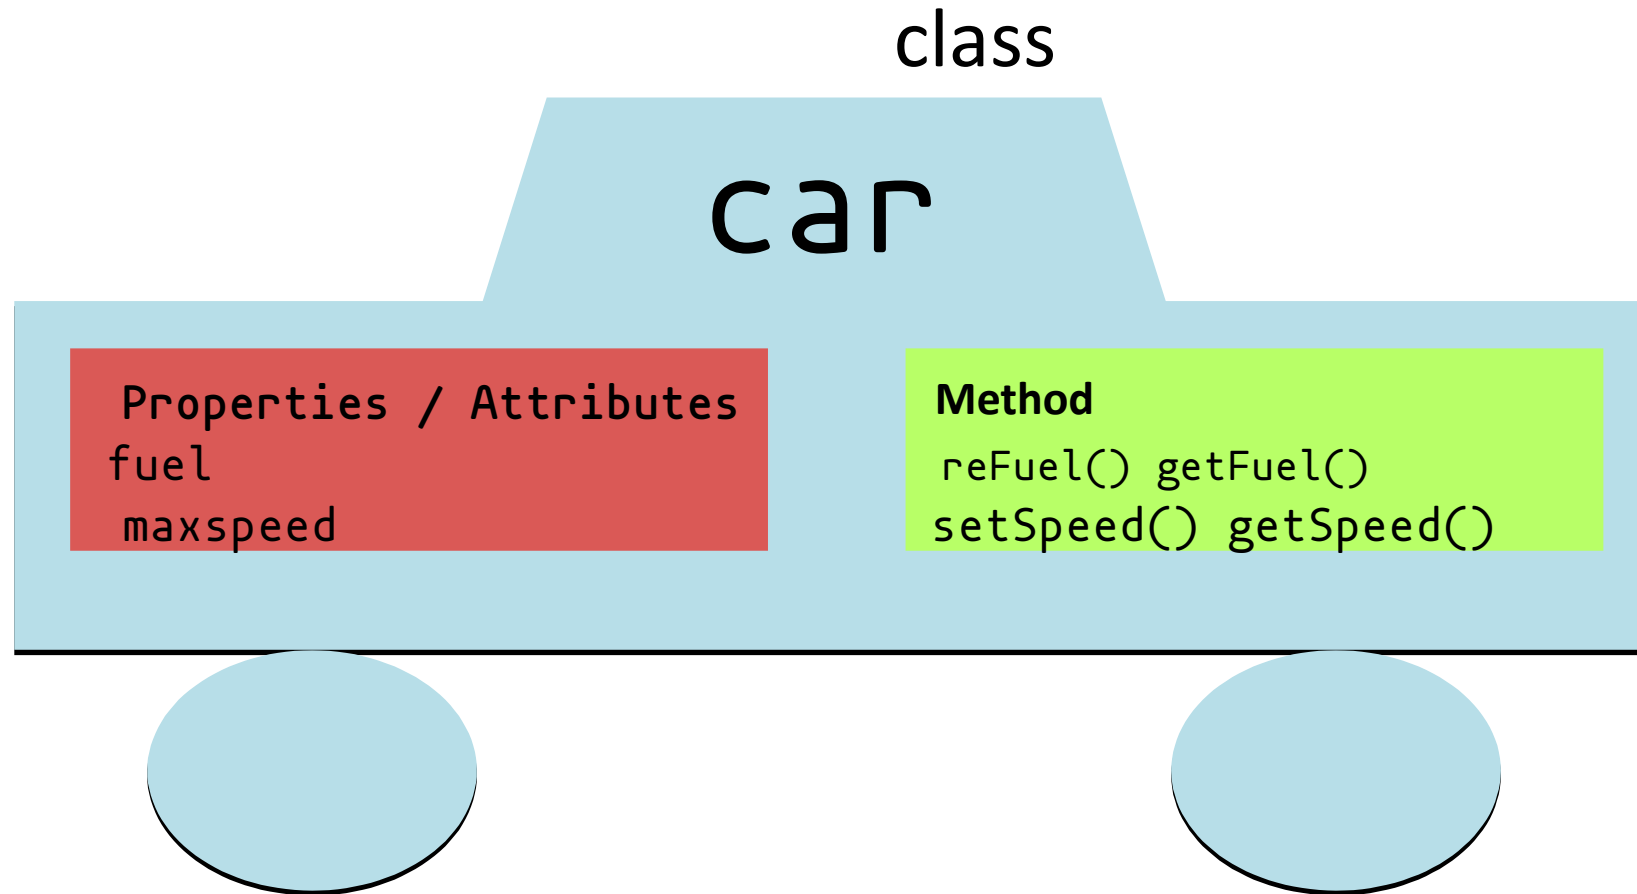 class
car
Properties / Attributes
fuel
maxspeed
Method
reFuel() getFuel()
setSpeed() getSpeed()